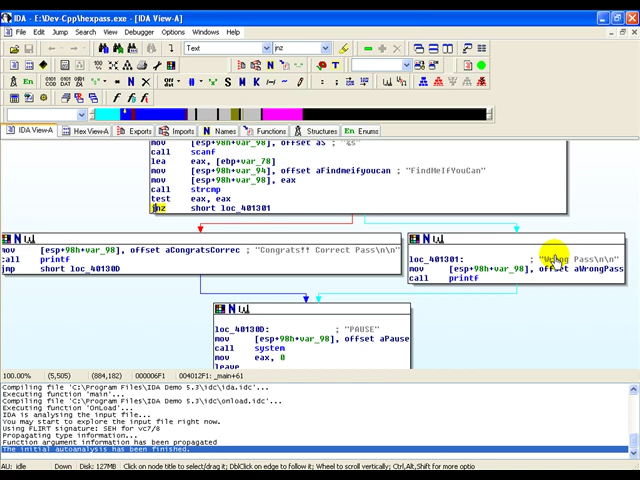 IDA - E:\Dev-Cpp\hexpass.exe - [IDA View-A]
File Edit Jump Search View Debugger Options Windows Help
Text jnz
En
IDA View-A Hex View-A Exports Imports N Names Functions Structures En Enums
mov [esp+98h+var_98], offset aS ; "%s"
call scanf
lea eax, [ebp+var_78]
mov [esp+98h+var_94], offset aFindmeifyoucan ; "FindMeIfYouCan"
mov [esp+98h+var_98], eax
call strcmp
test eax, eax
jnz short loc_401301
mov [esp+98h+var_98], offset aCongratsCorrec ; "Congrats!! Correct Pass\n\n"
call printf
jmp short loc_40130D
loc_401301: ; "Wrong Pass\n\n"
mov [esp+98h+var_98], offset aWrongPass
call printf
loc_40130D: ; "PAUSE"
mov [esp+98h+var_98], offset aPause
call system
mov eax, 0
leave
100.00% (5,505) (884,182) 000006F1 004012F1: _main+61
Compiling file 'C:\Program Files\IDA Demo 5.3\idc\ida.idc'...
Executing function 'main'...
Compiling file 'C:\Program Files\IDA Demo 5.3\idc\onload.idc'...
Executing function 'OnLoad'...
IDA is analysing the input file...
You may start to explore the input file right now.
Using FLIRT signature: SEH for vc7/8
Propagating type information...
Function argument information has been propagated
The initial autoanalysis has been finished.
AU: idle Down Disk: 127MB Click on node title to select/drag it; DblClick on edge to follow it; Wheel to scroll vertically; Ctrl,Alt,Shift for more optio